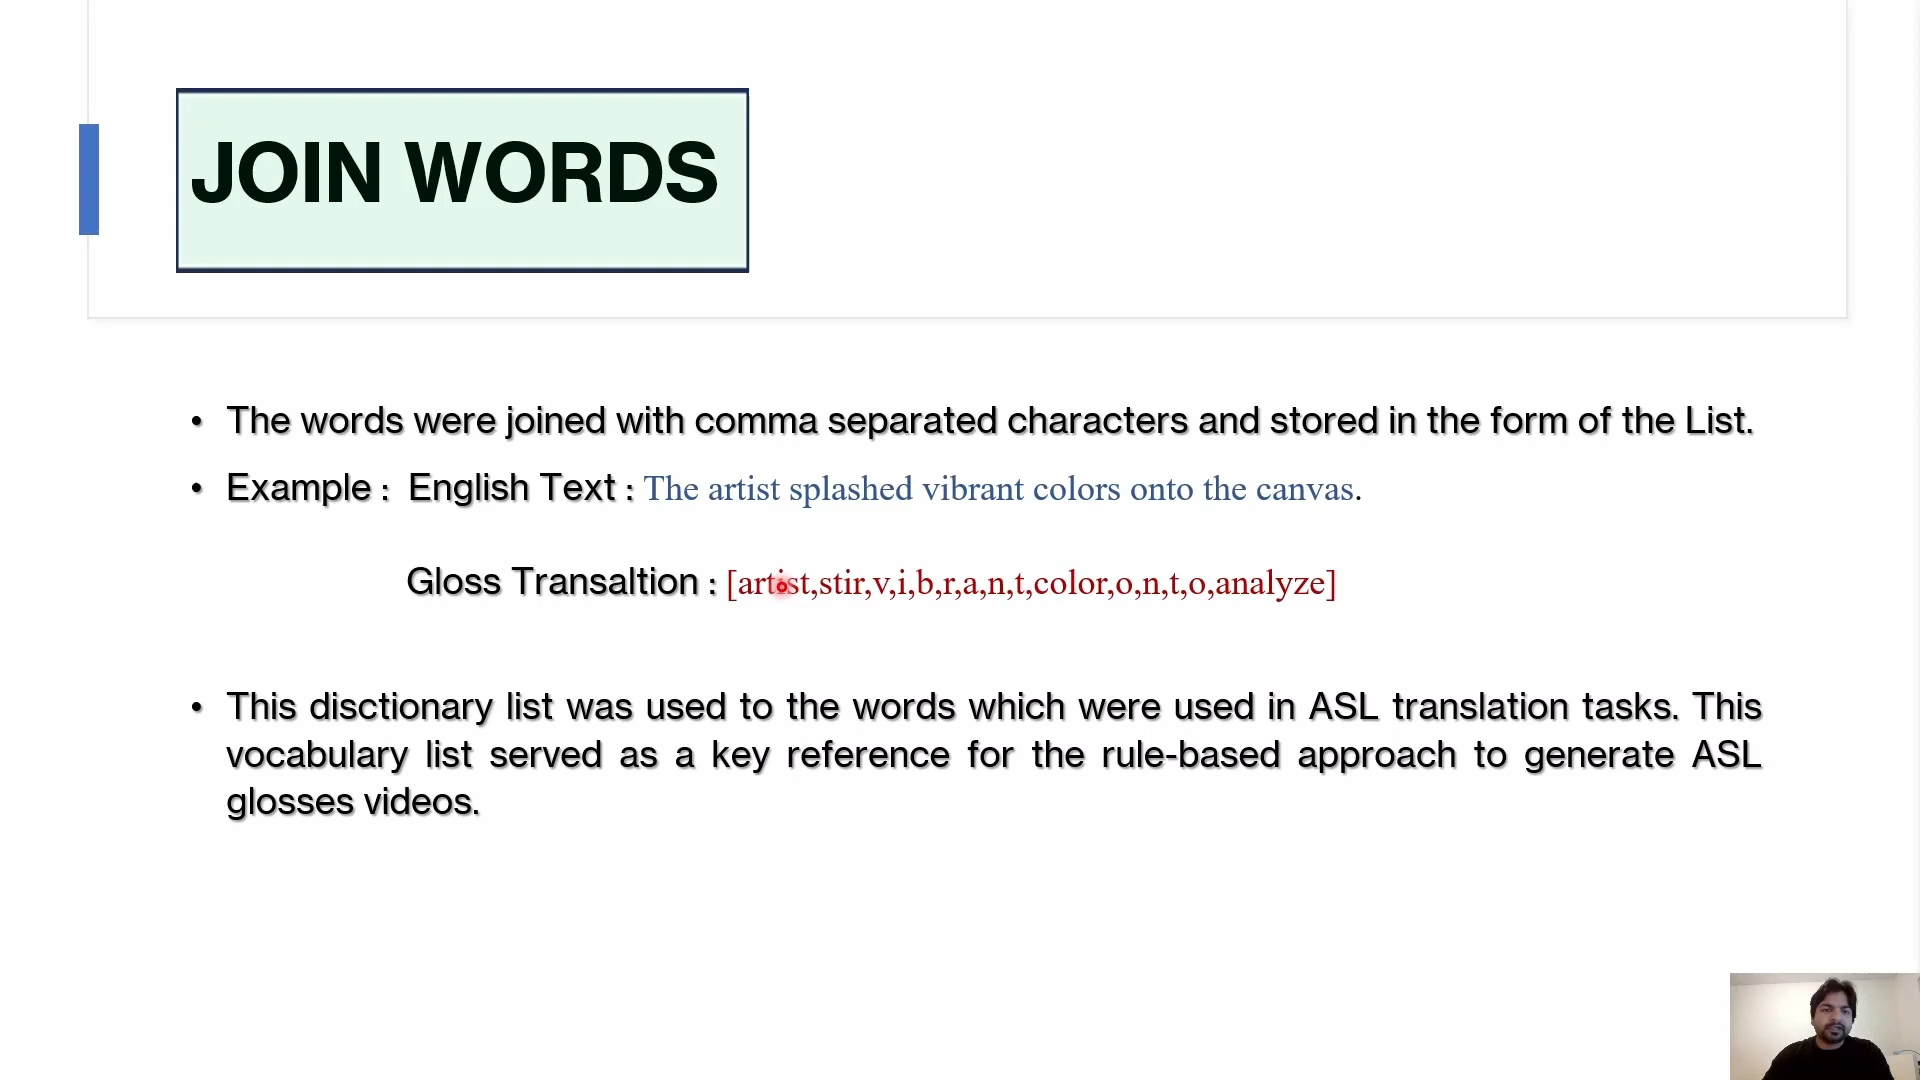 JOIN WORDS
• The words were joined with comma separated characters and stored in the form of the List.
• Example : English Text : The artist splashed vibrant colors onto the canvas.
Gloss Transaltion : [artist,stir,v,i,b,r,a,n,t,color,o,n,t,o,analyze]
• This disctionary list was used to the words which were used in ASL translation tasks. This
vocabulary list served as a key reference for the rule-based approach to generate ASL
glosses videos.